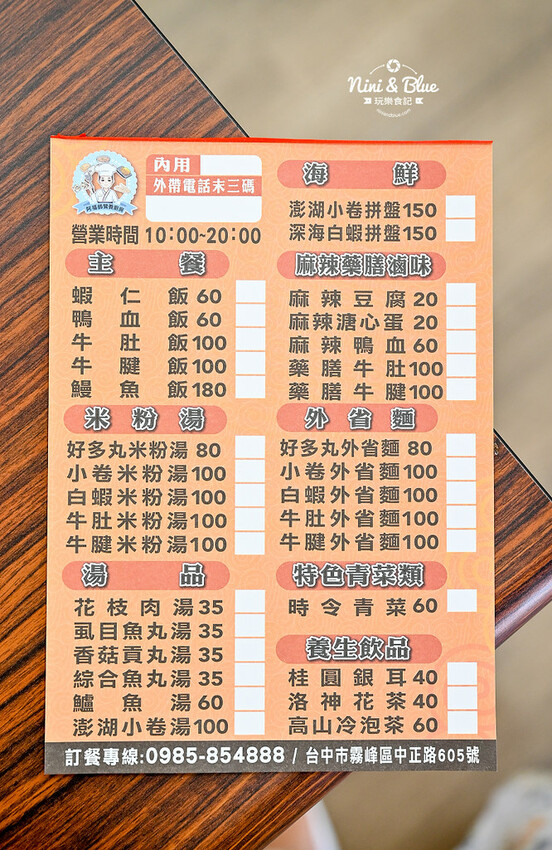 Nini & Blue
玩樂食記
內用
外帶電話末三碼
營業時間 10:00~20:00
主餐
蝦仁飯 60
鴨血飯 60
牛肚飯 100
牛腱飯 100
鰻魚飯 180
米粉湯
好多丸米粉湯 80
小卷米粉湯 100
白蝦米粉湯 100
牛肚米粉湯 100
牛腱米粉湯 100
湯品
花枝肉湯 35
虱目魚丸湯 35
香菇貢丸湯 35
綜合魚丸湯 35
鱸魚湯 60
澎湖小卷湯 100
海鮮
澎湖小卷拼盤 150
深海白蝦拼盤 150
麻辣藥膳滷味
麻辣豆腐 20
麻辣溏心蛋 20
麻辣鴨血 60
藥膳牛肚 100
藥膳牛腱 100
外省麵
好多丸外省麵 80
小卷外省麵 100
白蝦外省麵 100
牛肚外省麵 100
牛腱外省麵 100
特色青菜類
時令青菜 60
養生飲品
桂圓銀耳 40
洛神花茶 40
高山冷泡茶 60
訂餐專線:0985-854888 / 台中市霧峰區中正路605號